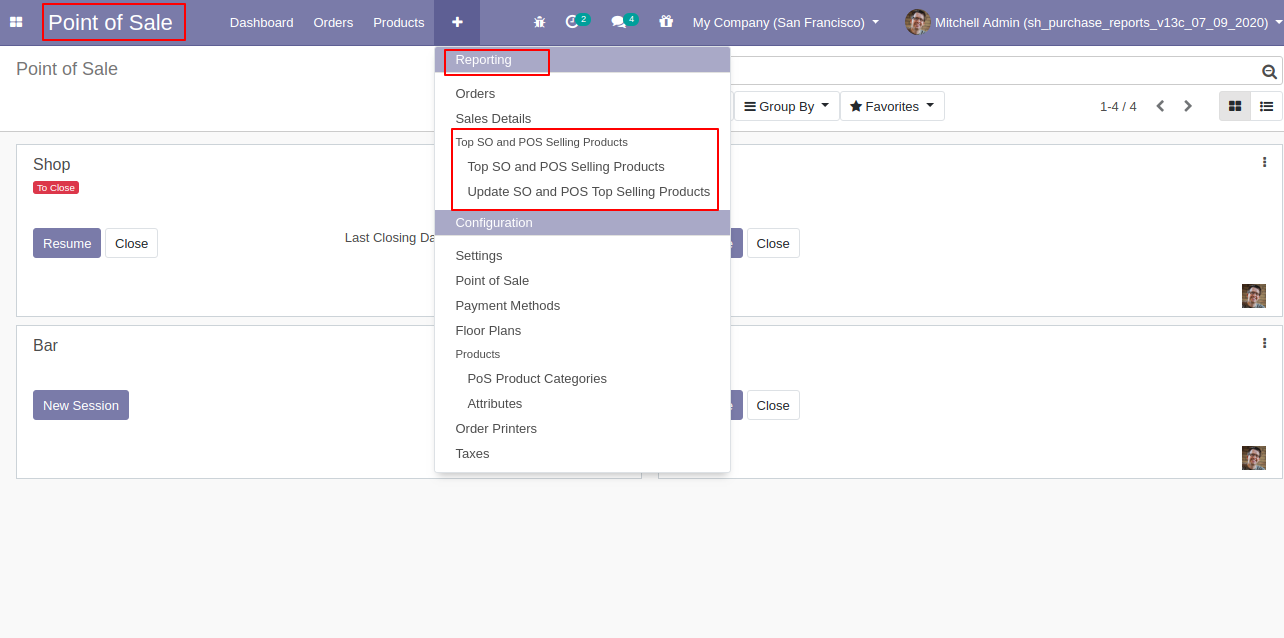 Point of Sale Dashboard Orders Products 2 4 My Company (San Francisco) Mitchell Admin (sh_purchase_reports_v13c_07_09_2020)
Point of Sale
Reporting
Orders
Sales Details
Top SO and POS Selling Products
Top SO and POS Selling Products
Update SO and POS Top Selling Products
Configuration
Settings
Point of Sale
Payment Methods
Floor Plans
Products
PoS Product Categories
Attributes
Order Printers
Taxes
Group By Favorites 1-4 / 4
Shop
To Close
Resume Close Last Closing Da
Close
Bar
New Session
Close